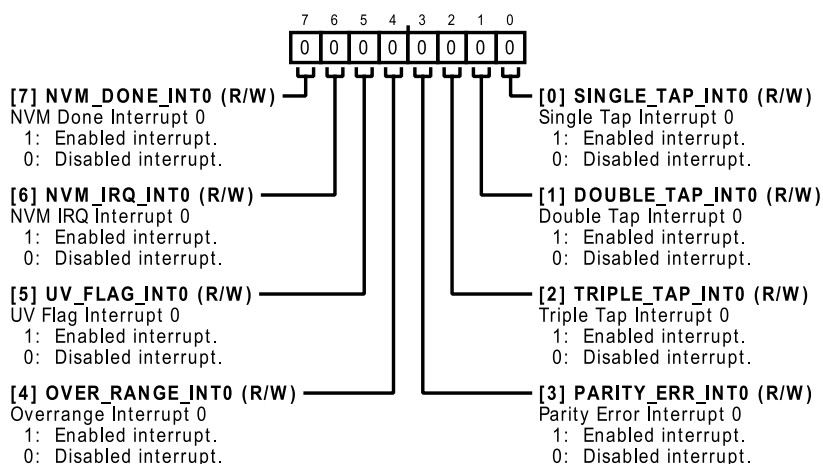 7 6 5 4 3 2 1 0
0 0 0 0 0 0 0 0
[7] NVM_DONE_INT0 (R/W)
NVM Done Interrupt 0
1: Enabled interrupt.
0: Disabled interrupt.
[6] NVM_IRQ_INT0 (R/W)
NVM IRQ Interrupt 0
1: Enabled interrupt.
0: Disabled interrupt.
[5] UV_FLAG_INT0 (R/W)
UV Flag Interrupt 0
1: Enabled interrupt.
0: Disabled interrupt.
[4] OVER_RANGE_INT0 (R/W)
Overrange Interrupt 0
1: Enabled interrupt.
0: Disabled interrupt.
[0] SINGLE_TAP_INT0 (R/W)
Single Tap Interrupt 0
1: Enabled interrupt.
0: Disabled interrupt.
[1] DOUBLE_TAP_INT0 (R/W)
Double Tap Interrupt 0
1: Enabled interrupt.
0: Disabled interrupt.
[2] TRIPLE_TAP_INT0 (R/W)
Triple Tap Interrupt 0
1: Enabled interrupt.
0: Disabled interrupt.
[3] PARITY_ERR_INT0 (R/W)
Parity Error Interrupt 0
1: Enabled interrupt.
0: Disabled interrupt.